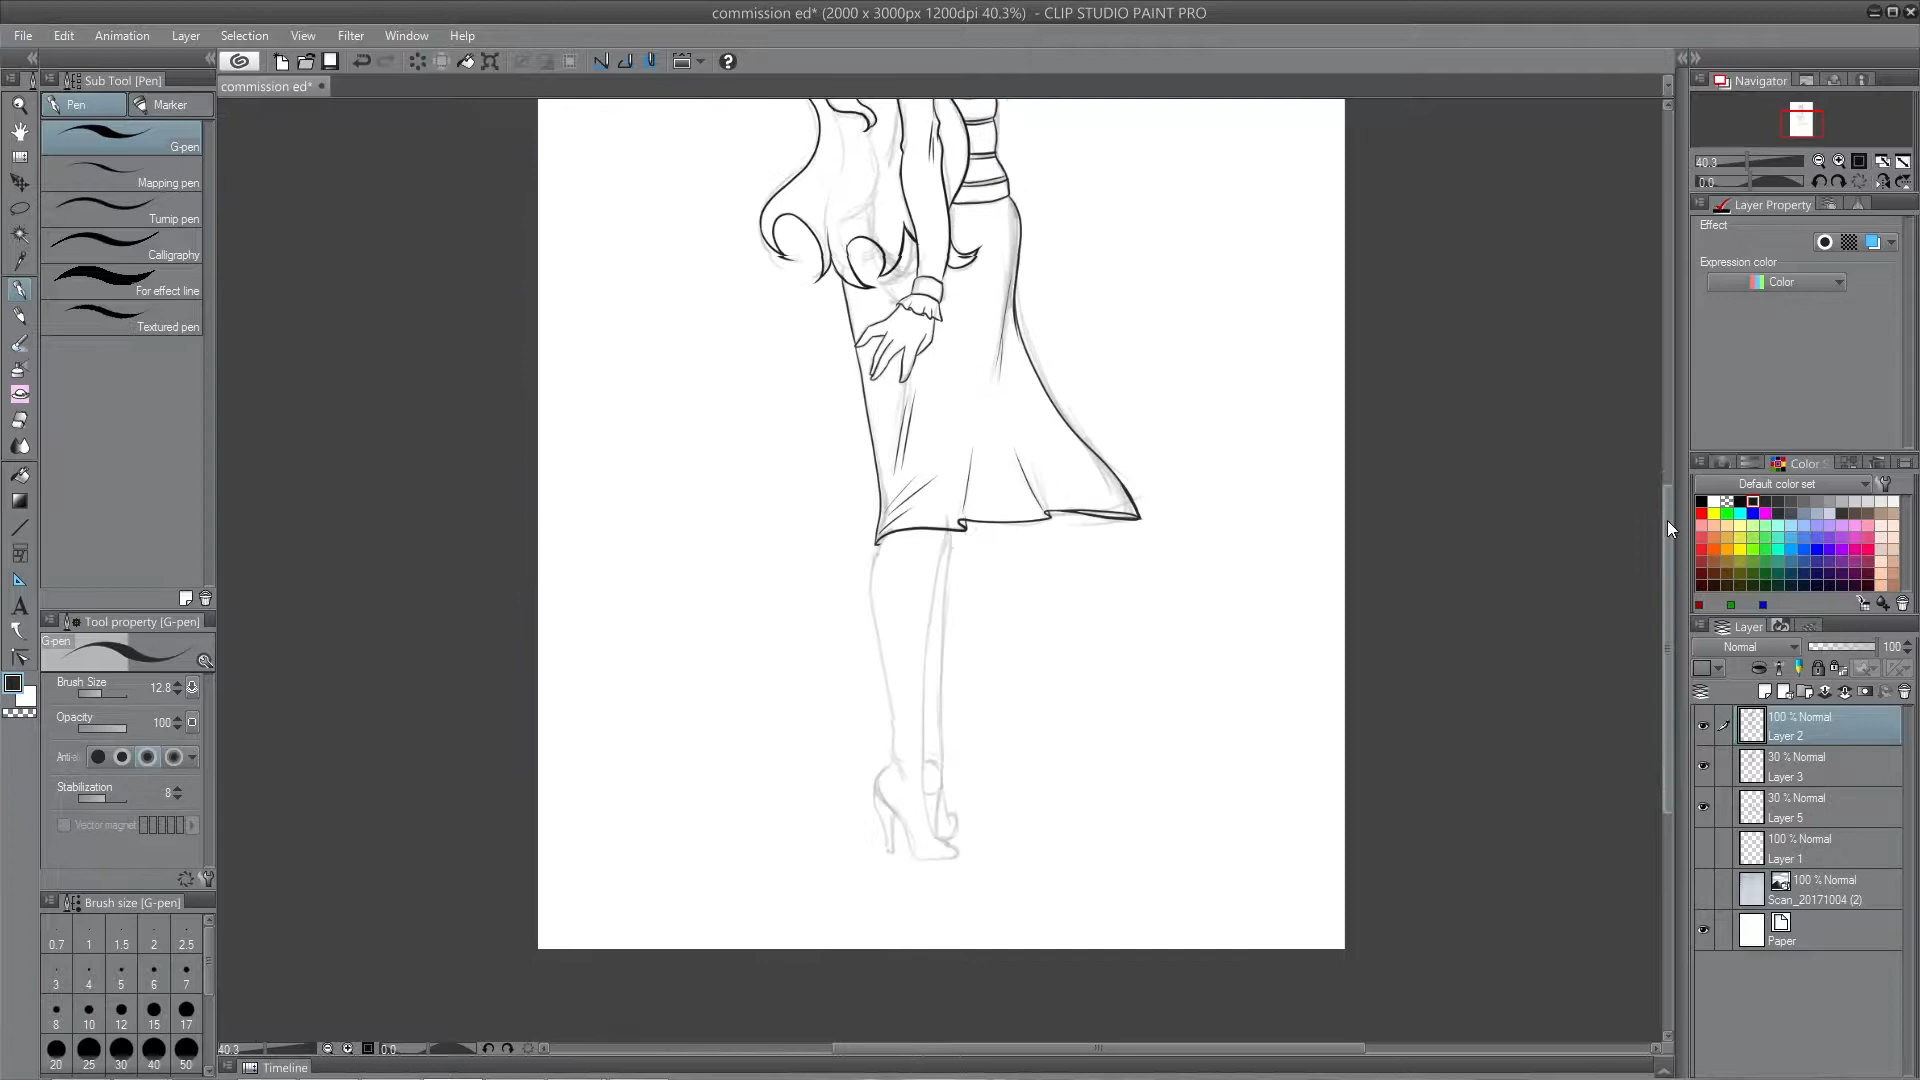 commission ed* (2000 x 3000px 1200dpi 40.3%) - CLIP STUDIO PAINT PRO
File Edit Animation Layer Selection View Filter Window Help
Sub Tool [Pen]
commission ed*
Pen Marker
G-pen
Mapping pen
Turnip pen
Calligraphy
For effect line
Textured pen
Tool property [G-pen]
G-pen
Brush Size 12.8
Opacity 100
Stabilization 8
Vector magnet
Brush size [G-pen]
0.7 1 1.5 2 2.5
3 4 5 6 7
8 10 12 15 17
20 25 30 40 50
40.3 0.0
Timeline
Navigator
40.3
0.0
Layer Property
Effect
Expression color
Color
Color S
Default color set
Layer
Normal 100
100 % Normal
Layer 2
30 % Normal
Layer 3
30 % Normal
Layer 5
100 % Normal
Layer 1
100 % Normal
Scan_20171004 (2)
Paper